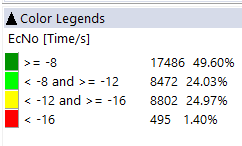 Color Legends
EcNo [Time/s]
>= -8 17486 49.60%
< -8 and >= -12 8472 24.03%
< -12 and >= -16 8802 24.97%
< -16 495 1.40%